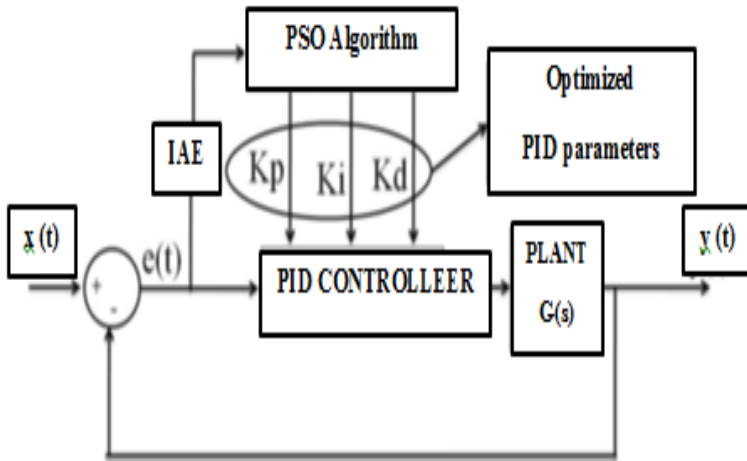 PSO Algorithm
Optimized
PID parameters
IAE
Kp
Ki
Kd
x (t)
y (t)
e(t)
+
-
PID CONTROLLEER
PLANT
G(s)